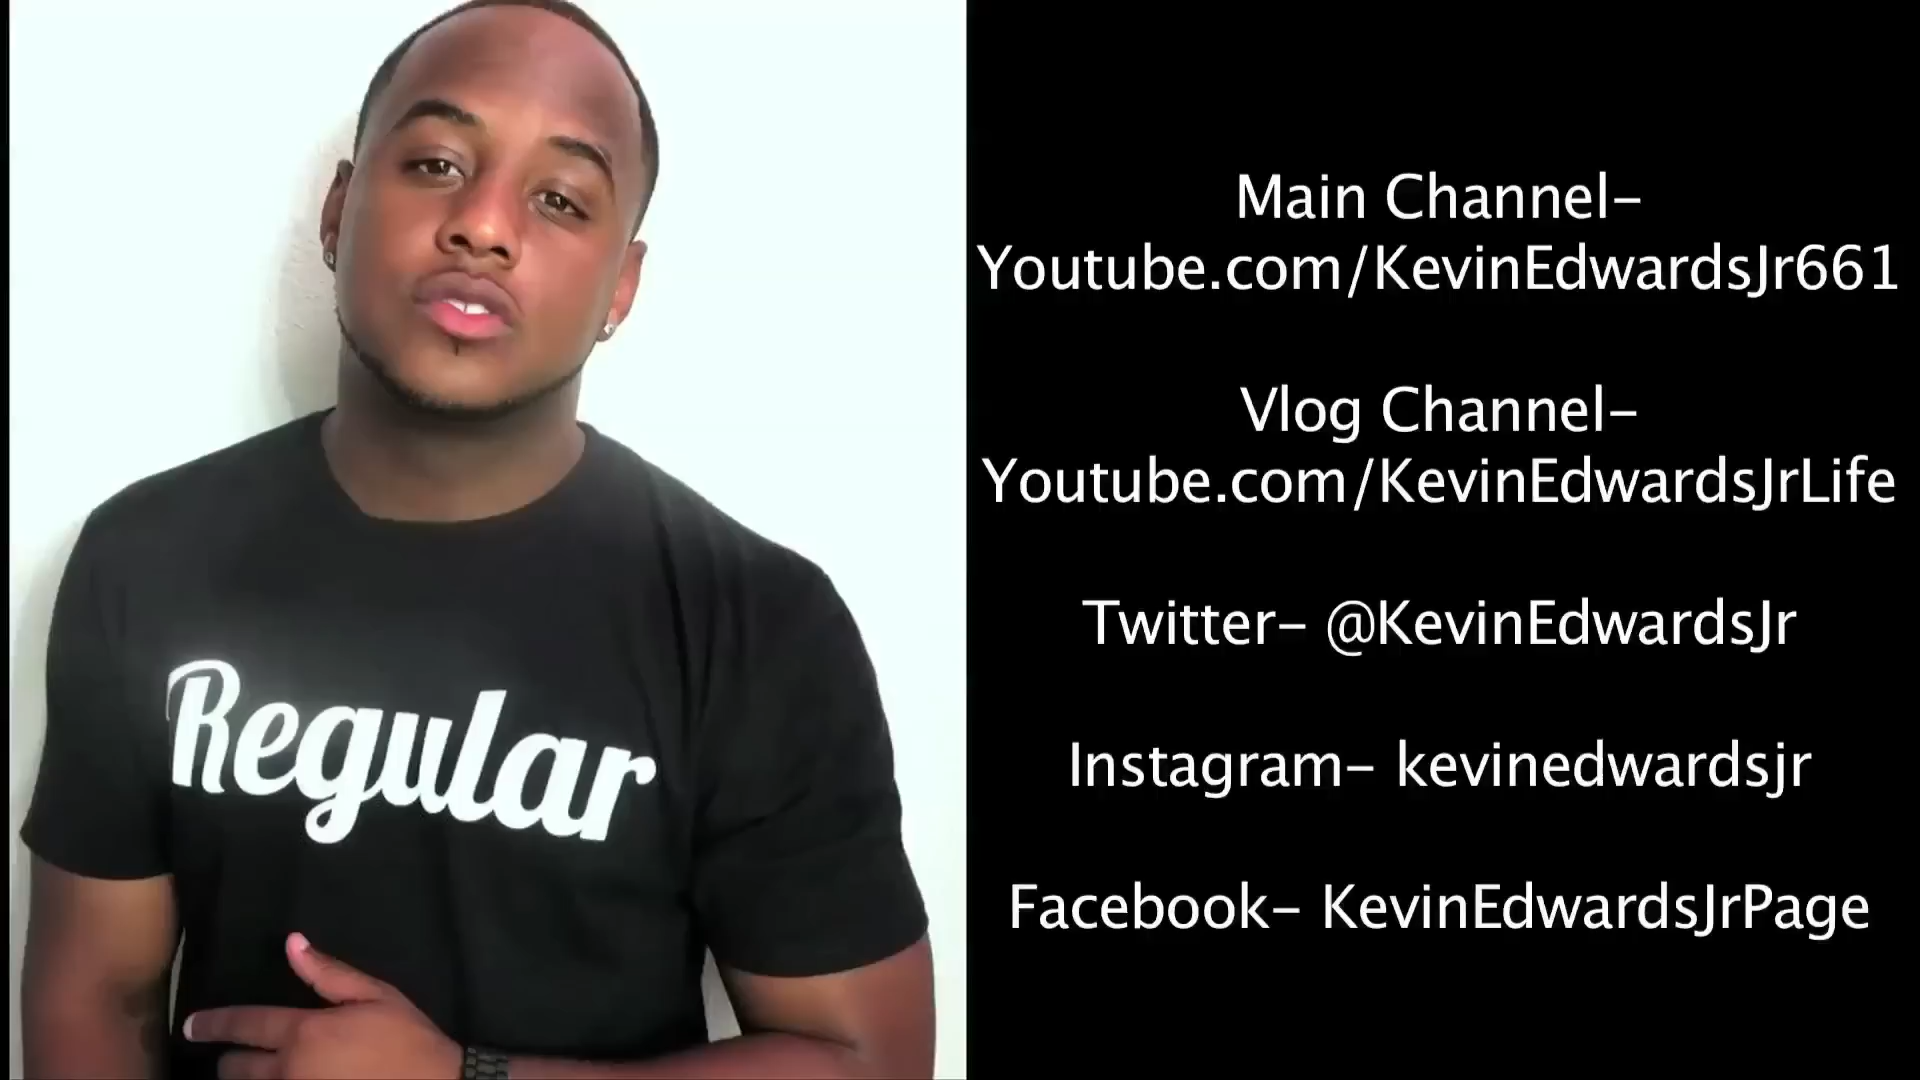 Regular
Main Channel-
Youtube.com/KevinEdwardsJr661
Vlog Channel-
Youtube.com/KevinEdwardsJrLife
Twitter- @KevinEdwardsJr
Instagram- kevinedwardsjr
Facebook- KevinEdwardsJrPage